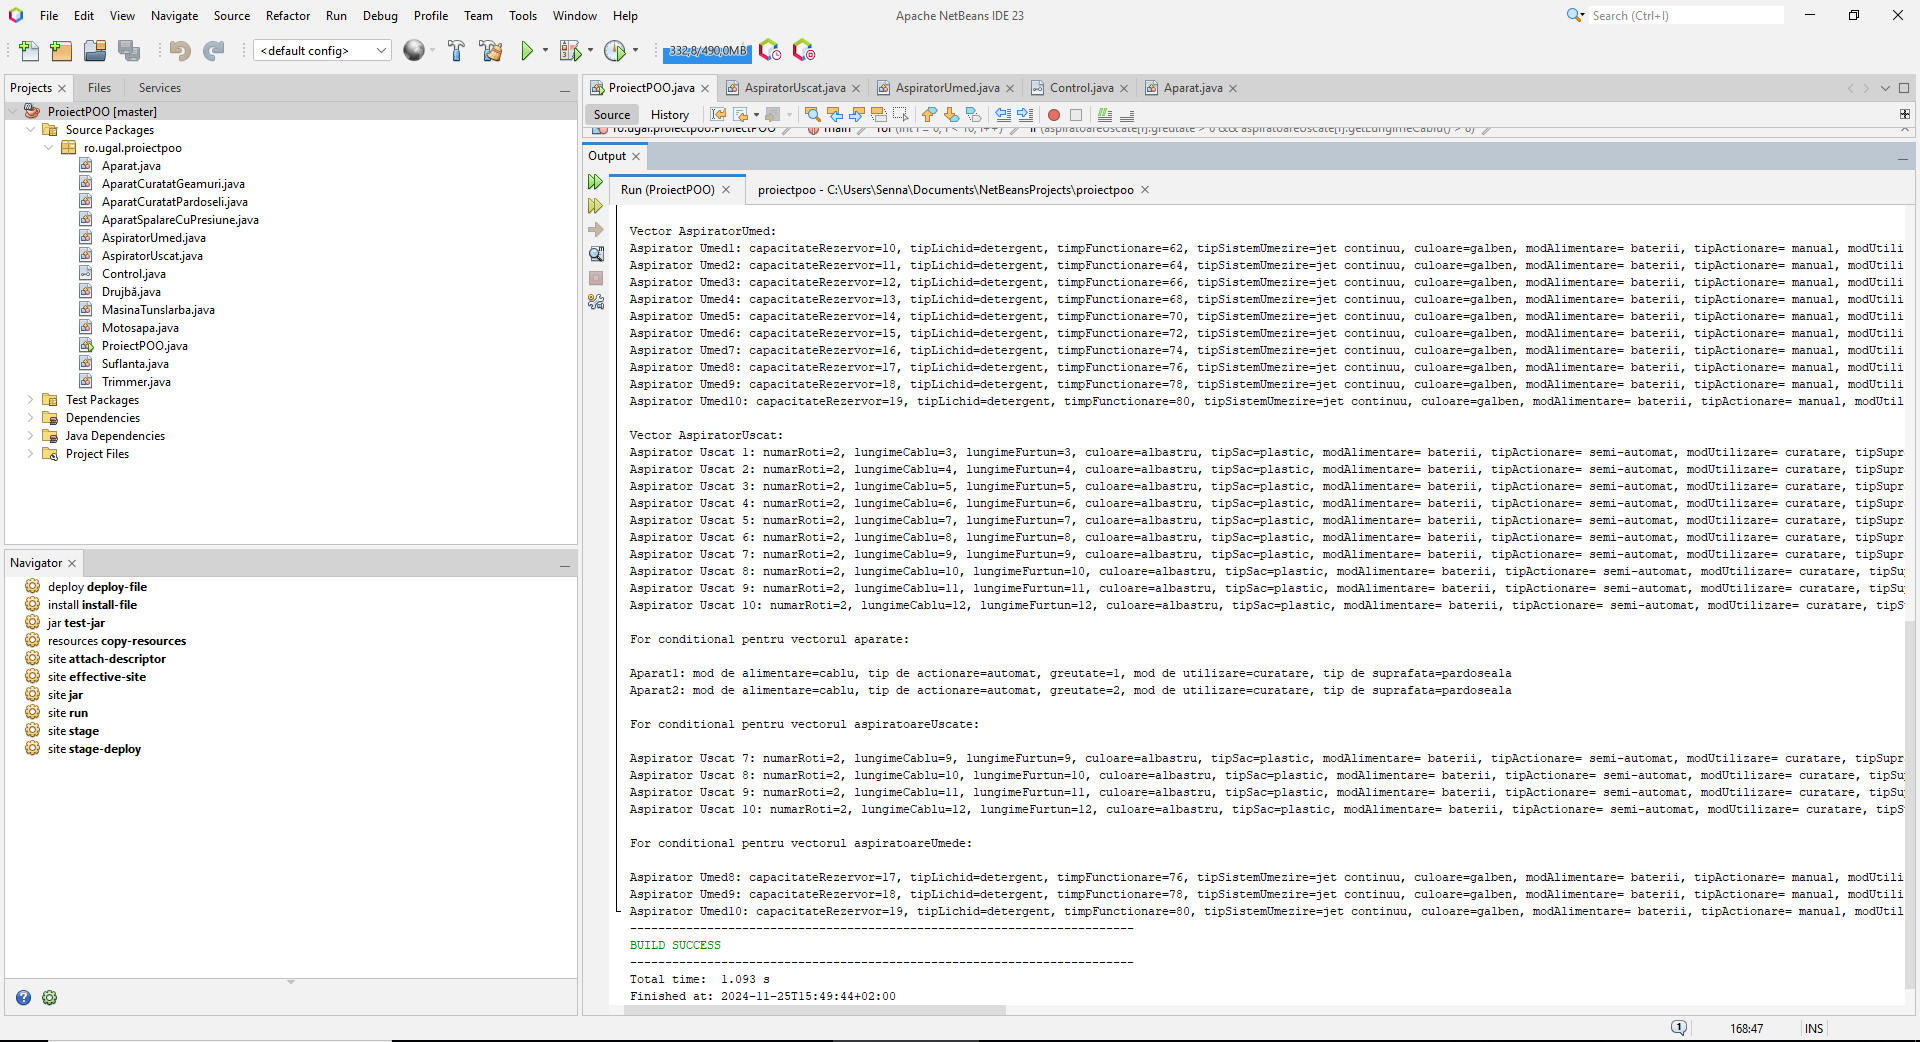 File Edit View Navigate Source Refactor Run Debug Profile Team Tools Window Help
Apache NetBeans IDE 23
Search (Ctrl+I)
<default config>
332,8/490,0MB
Projects Files Services
ProiectPOO [master]
Source Packages
ro.ugal.proiectpoo
Aparat.java
AparatCuratatGeamuri.java
AparatCuratatPardoseli.java
AparatSpalareCuPresiune.java
AspiratorUmed.java
AspiratorUscat.java
Control.java
Drujbă.java
MasinaTunsIarba.java
Motosapa.java
ProiectPOO.java
Suflanta.java
Trimmer.java
Test Packages
Dependencies
Java Dependencies
Project Files
Navigator
deploy deploy-file
install install-file
jar test-jar
resources copy-resources
site attach-descriptor
site effective-site
site jar
site run
site stage
site stage-deploy
ProiectPOO.java AspiratorUscat.java AspiratorUmed.java Control.java Aparat.java
Source History
ro.ugal.proiectpoo.ProiectPOO main for (int i = 0; i < 10; i++) if (aspiratoareUscate[i].greutate > 0 && aspiratoareUscate[i].getLungimeCablu() > 8)
Output
Run (ProiectPOO) proiectpoo - C:\Users\Senna\Documents\NetBeansProjects\proiectpoo
Vector AspiratorUmed:
Aspirator Umed1: capacitateRezervor=10, tipLichid=detergent, timpFunctionare=62, tipSistemUmezire=jet continuu, culoare=galben, modAlimentare= baterii, tipActionare= manual, modUtili
Aspirator Umed2: capacitateRezervor=11, tipLichid=detergent, timpFunctionare=64, tipSistemUmezire=jet continuu, culoare=galben, modAlimentare= baterii, tipActionare= manual, modUtili
Aspirator Umed3: capacitateRezervor=12, tipLichid=detergent, timpFunctionare=66, tipSistemUmezire=jet continuu, culoare=galben, modAlimentare= baterii, tipActionare= manual, modUtili
Aspirator Umed4: capacitateRezervor=13, tipLichid=detergent, timpFunctionare=68, tipSistemUmezire=jet continuu, culoare=galben, modAlimentare= baterii, tipActionare= manual, modUtili
Aspirator Umed5: capacitateRezervor=14, tipLichid=detergent, timpFunctionare=70, tipSistemUmezire=jet continuu, culoare=galben, modAlimentare= baterii, tipActionare= manual, modUtili
Aspirator Umed6: capacitateRezervor=15, tipLichid=detergent, timpFunctionare=72, tipSistemUmezire=jet continuu, culoare=galben, modAlimentare= baterii, tipActionare= manual, modUtili
Aspirator Umed7: capacitateRezervor=16, tipLichid=detergent, timpFunctionare=74, tipSistemUmezire=jet continuu, culoare=galben, modAlimentare= baterii, tipActionare= manual, modUtili
Aspirator Umed8: capacitateRezervor=17, tipLichid=detergent, timpFunctionare=76, tipSistemUmezire=jet continuu, culoare=galben, modAlimentare= baterii, tipActionare= manual, modUtili
Aspirator Umed9: capacitateRezervor=18, tipLichid=detergent, timpFunctionare=78, tipSistemUmezire=jet continuu, culoare=galben, modAlimentare= baterii, tipActionare= manual, modUtili
Aspirator Umed10: capacitateRezervor=19, tipLichid=detergent, timpFunctionare=80, tipSistemUmezire=jet continuu, culoare=galben, modAlimentare= baterii, tipActionare= manual, modUtil
Vector AspiratorUscat:
Aspirator Uscat 1: numarRoti=2, lungimeCablu=3, lungimeFurtun=3, culoare=albastru, tipSac=plastic, modAlimentare= baterii, tipActionare= semi-automat, modUtilizare= curatare, tipSupr
Aspirator Uscat 2: numarRoti=2, lungimeCablu=4, lungimeFurtun=4, culoare=albastru, tipSac=plastic, modAlimentare= baterii, tipActionare= semi-automat, modUtilizare= curatare, tipSupr
Aspirator Uscat 3: numarRoti=2, lungimeCablu=5, lungimeFurtun=5, culoare=albastru, tipSac=plastic, modAlimentare= baterii, tipActionare= semi-automat, modUtilizare= curatare, tipSupr
Aspirator Uscat 4: numarRoti=2, lungimeCablu=6, lungimeFurtun=6, culoare=albastru, tipSac=plastic, modAlimentare= baterii, tipActionare= semi-automat, modUtilizare= curatare, tipSupr
Aspirator Uscat 5: numarRoti=2, lungimeCablu=7, lungimeFurtun=7, culoare=albastru, tipSac=plastic, modAlimentare= baterii, tipActionare= semi-automat, modUtilizare= curatare, tipSupr
Aspirator Uscat 6: numarRoti=2, lungimeCablu=8, lungimeFurtun=8, culoare=albastru, tipSac=plastic, modAlimentare= baterii, tipActionare= semi-automat, modUtilizare= curatare, tipSupr
Aspirator Uscat 7: numarRoti=2, lungimeCablu=9, lungimeFurtun=9, culoare=albastru, tipSac=plastic, modAlimentare= baterii, tipActionare= semi-automat, modUtilizare= curatare, tipSupr
Aspirator Uscat 8: numarRoti=2, lungimeCablu=10, lungimeFurtun=10, culoare=albastru, tipSac=plastic, modAlimentare= baterii, tipActionare= semi-automat, modUtilizare= curatare, tipSu
Aspirator Uscat 9: numarRoti=2, lungimeCablu=11, lungimeFurtun=11, culoare=albastru, tipSac=plastic, modAlimentare= baterii, tipActionare= semi-automat, modUtilizare= curatare, tipSu
Aspirator Uscat 10: numarRoti=2, lungimeCablu=12, lungimeFurtun=12, culoare=albastru, tipSac=plastic, modAlimentare= baterii, tipActionare= semi-automat, modUtilizare= curatare, tipS
For conditional pentru vectorul aparate:
Aparat1: mod de alimentare=cablu, tip de actionare=automat, greutate=1, mod de utilizare=curatare, tip de suprafata=pardoseala
Aparat2: mod de alimentare=cablu, tip de actionare=automat, greutate=2, mod de utilizare=curatare, tip de suprafata=pardoseala
For conditional pentru vectorul aspiratoareUscate:
Aspirator Uscat 7: numarRoti=2, lungimeCablu=9, lungimeFurtun=9, culoare=albastru, tipSac=plastic, modAlimentare= baterii, tipActionare= semi-automat, modUtilizare= curatare, tipSupr
Aspirator Uscat 8: numarRoti=2, lungimeCablu=10, lungimeFurtun=10, culoare=albastru, tipSac=plastic, modAlimentare= baterii, tipActionare= semi-automat, modUtilizare= curatare, tipSu
Aspirator Uscat 9: numarRoti=2, lungimeCablu=11, lungimeFurtun=11, culoare=albastru, tipSac=plastic, modAlimentare= baterii, tipActionare= semi-automat, modUtilizare= curatare, tipSu
Aspirator Uscat 10: numarRoti=2, lungimeCablu=12, lungimeFurtun=12, culoare=albastru, tipSac=plastic, modAlimentare= baterii, tipActionare= semi-automat, modUtilizare= curatare, tipS
For conditional pentru vectorul aspiratoareUmede:
Aspirator Umed8: capacitateRezervor=17, tipLichid=detergent, timpFunctionare=76, tipSistemUmezire=jet continuu, culoare=galben, modAlimentare= baterii, tipActionare= manual, modUtili
Aspirator Umed9: capacitateRezervor=18, tipLichid=detergent, timpFunctionare=78, tipSistemUmezire=jet continuu, culoare=galben, modAlimentare= baterii, tipActionare= manual, modUtili
Aspirator Umed10: capacitateRezervor=19, tipLichid=detergent, timpFunctionare=80, tipSistemUmezire=jet continuu, culoare=galben, modAlimentare= baterii, tipActionare= manual, modUtil
------------------------------------------------------------------------
BUILD SUCCESS
------------------------------------------------------------------------
Total time:  1.093 s
Finished at: 2024-11-25T15:49:44+02:00
1 168:47 INS